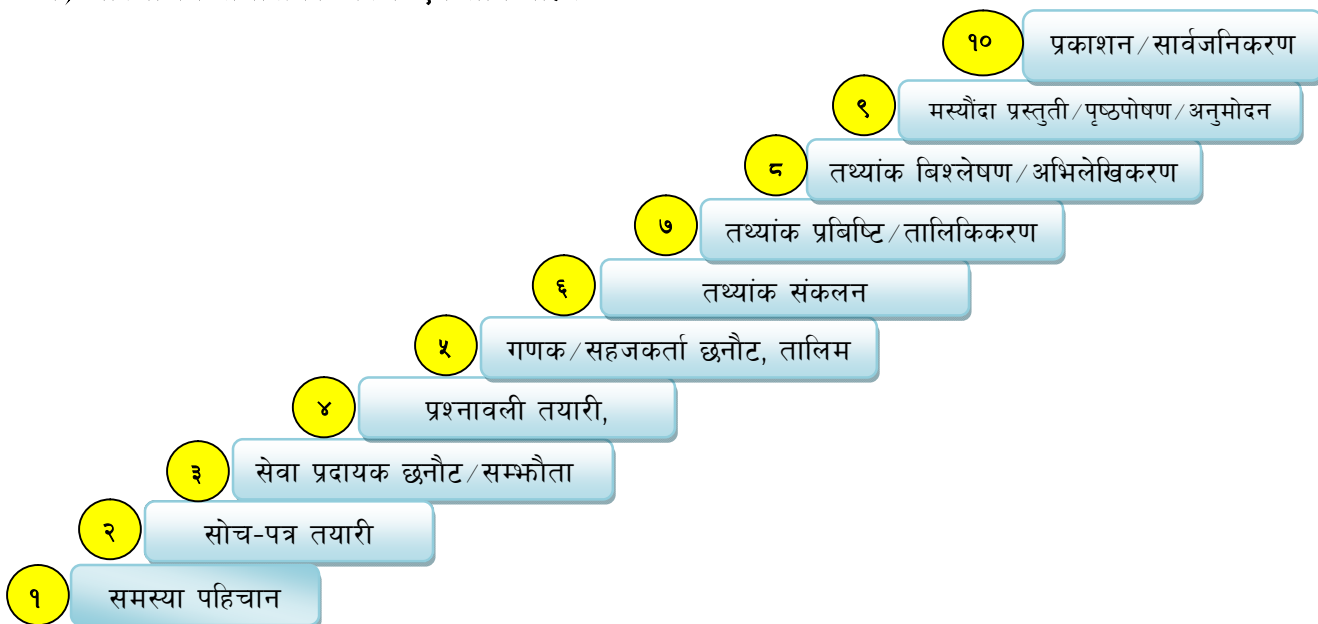 १० प्रकाशन/सार्वजनिकरण
९ मस्यौंदा प्रस्तुती/पृष्ठपोषण/अनुमोदन
८ तथ्यांक बिश्लेषण/अभिलेखिकरण
७ तथ्यांक प्रबिष्टि/तालिकिकरण
६ तथ्यांक संकलन
५ गणक/सहजकर्ता छनौट, तालिम
४ प्रश्नावली तयारी,
३ सेवा प्रदायक छनौट/सम्झौता
२ सोच-पत्र तयारी
१ समस्या पहिचान